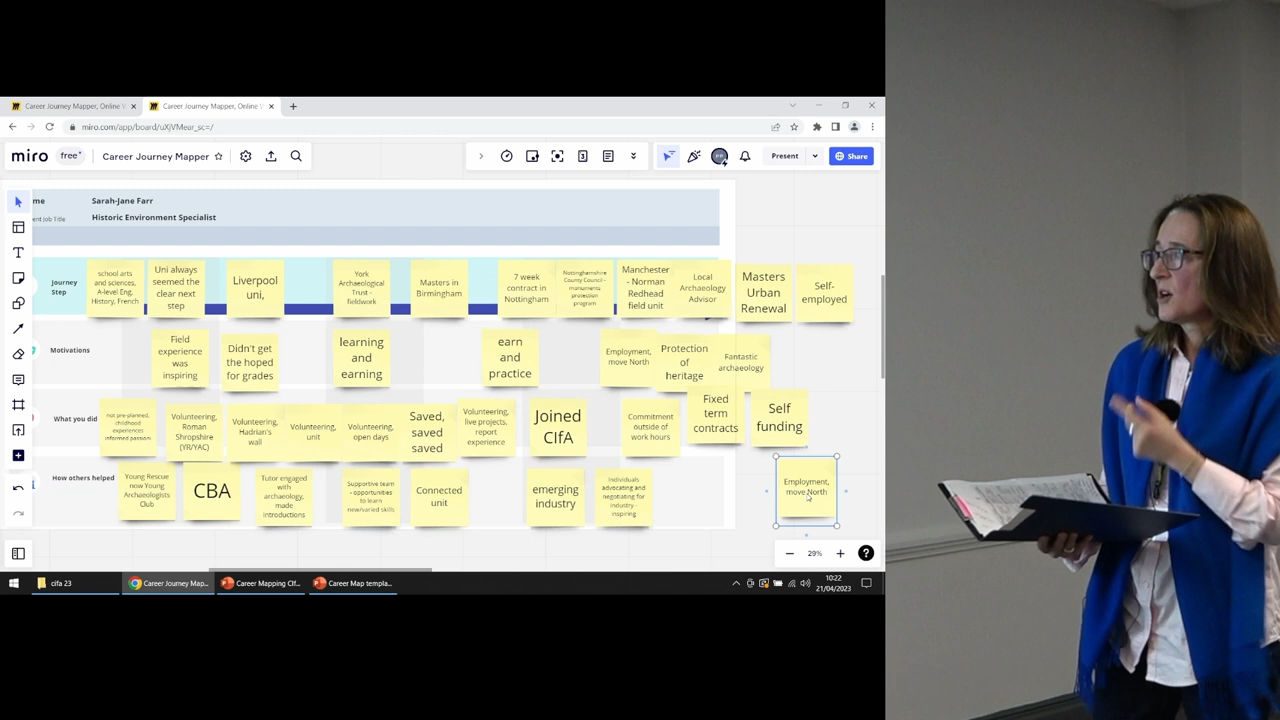 Career Journey Mapper, Online W
Career Journey Mapper, Online W
miro.com/app/board/uXjVMear_sc=/
miro
free
Career Journey Mapper
Present
Share
me
Sarah-Jane Farr
ent Job Title
Historic Environment Specialist
Journey
Step
school arts
and sciences,
A-level Eng,
History, French
Uni always
seemed the
clear next
step
Liverpool
uni,
York
Archaeological
Trust -
fieldwork
Masters in
Birmingham
7 week
contract in
Nottingham
Nottinghamshire
County Council -
monuments
protection
program
Manchester
- Norman
Redhead
field unit
Local
Archaeology
Advisor
Masters
Urban
Renewal
Self-
employed
Motivations
Field
experience
was
inspiring
Didn't get
the hoped
for grades
learning
and
earning
earn
and
practice
Employment,
move North
Protection
of
heritage
Fantastic
archaeology
What you did
not pre-planned,
childhood
experiences
informed passion
Volunteering,
Roman
Shropshire
(YR/YAC)
Volunteering,
Hadrian's
wall
Volunteering,
unit
Volunteering,
open days
Saved,
saved
saved
Volunteering,
live projects,
report
experience
Joined
CIfA
Commitment
outside of
work hours
Fixed
term
contracts
Self
funding
How others helped
Young Rescue
now Young
Archaeologists
Club
CBA
Tutor engaged
with
archaeology,
made
introductions
Supportive team
- opportunities
to learn
new/varied skills
Connected
unit
emerging
industry
Individuals
advocating and
negotiating for
industry -
inspiring
Employment,
move North
29%
cifa 23
Career Journey Map...
Career Mapping CIf...
Career Map templa...
10:22
21/04/2023